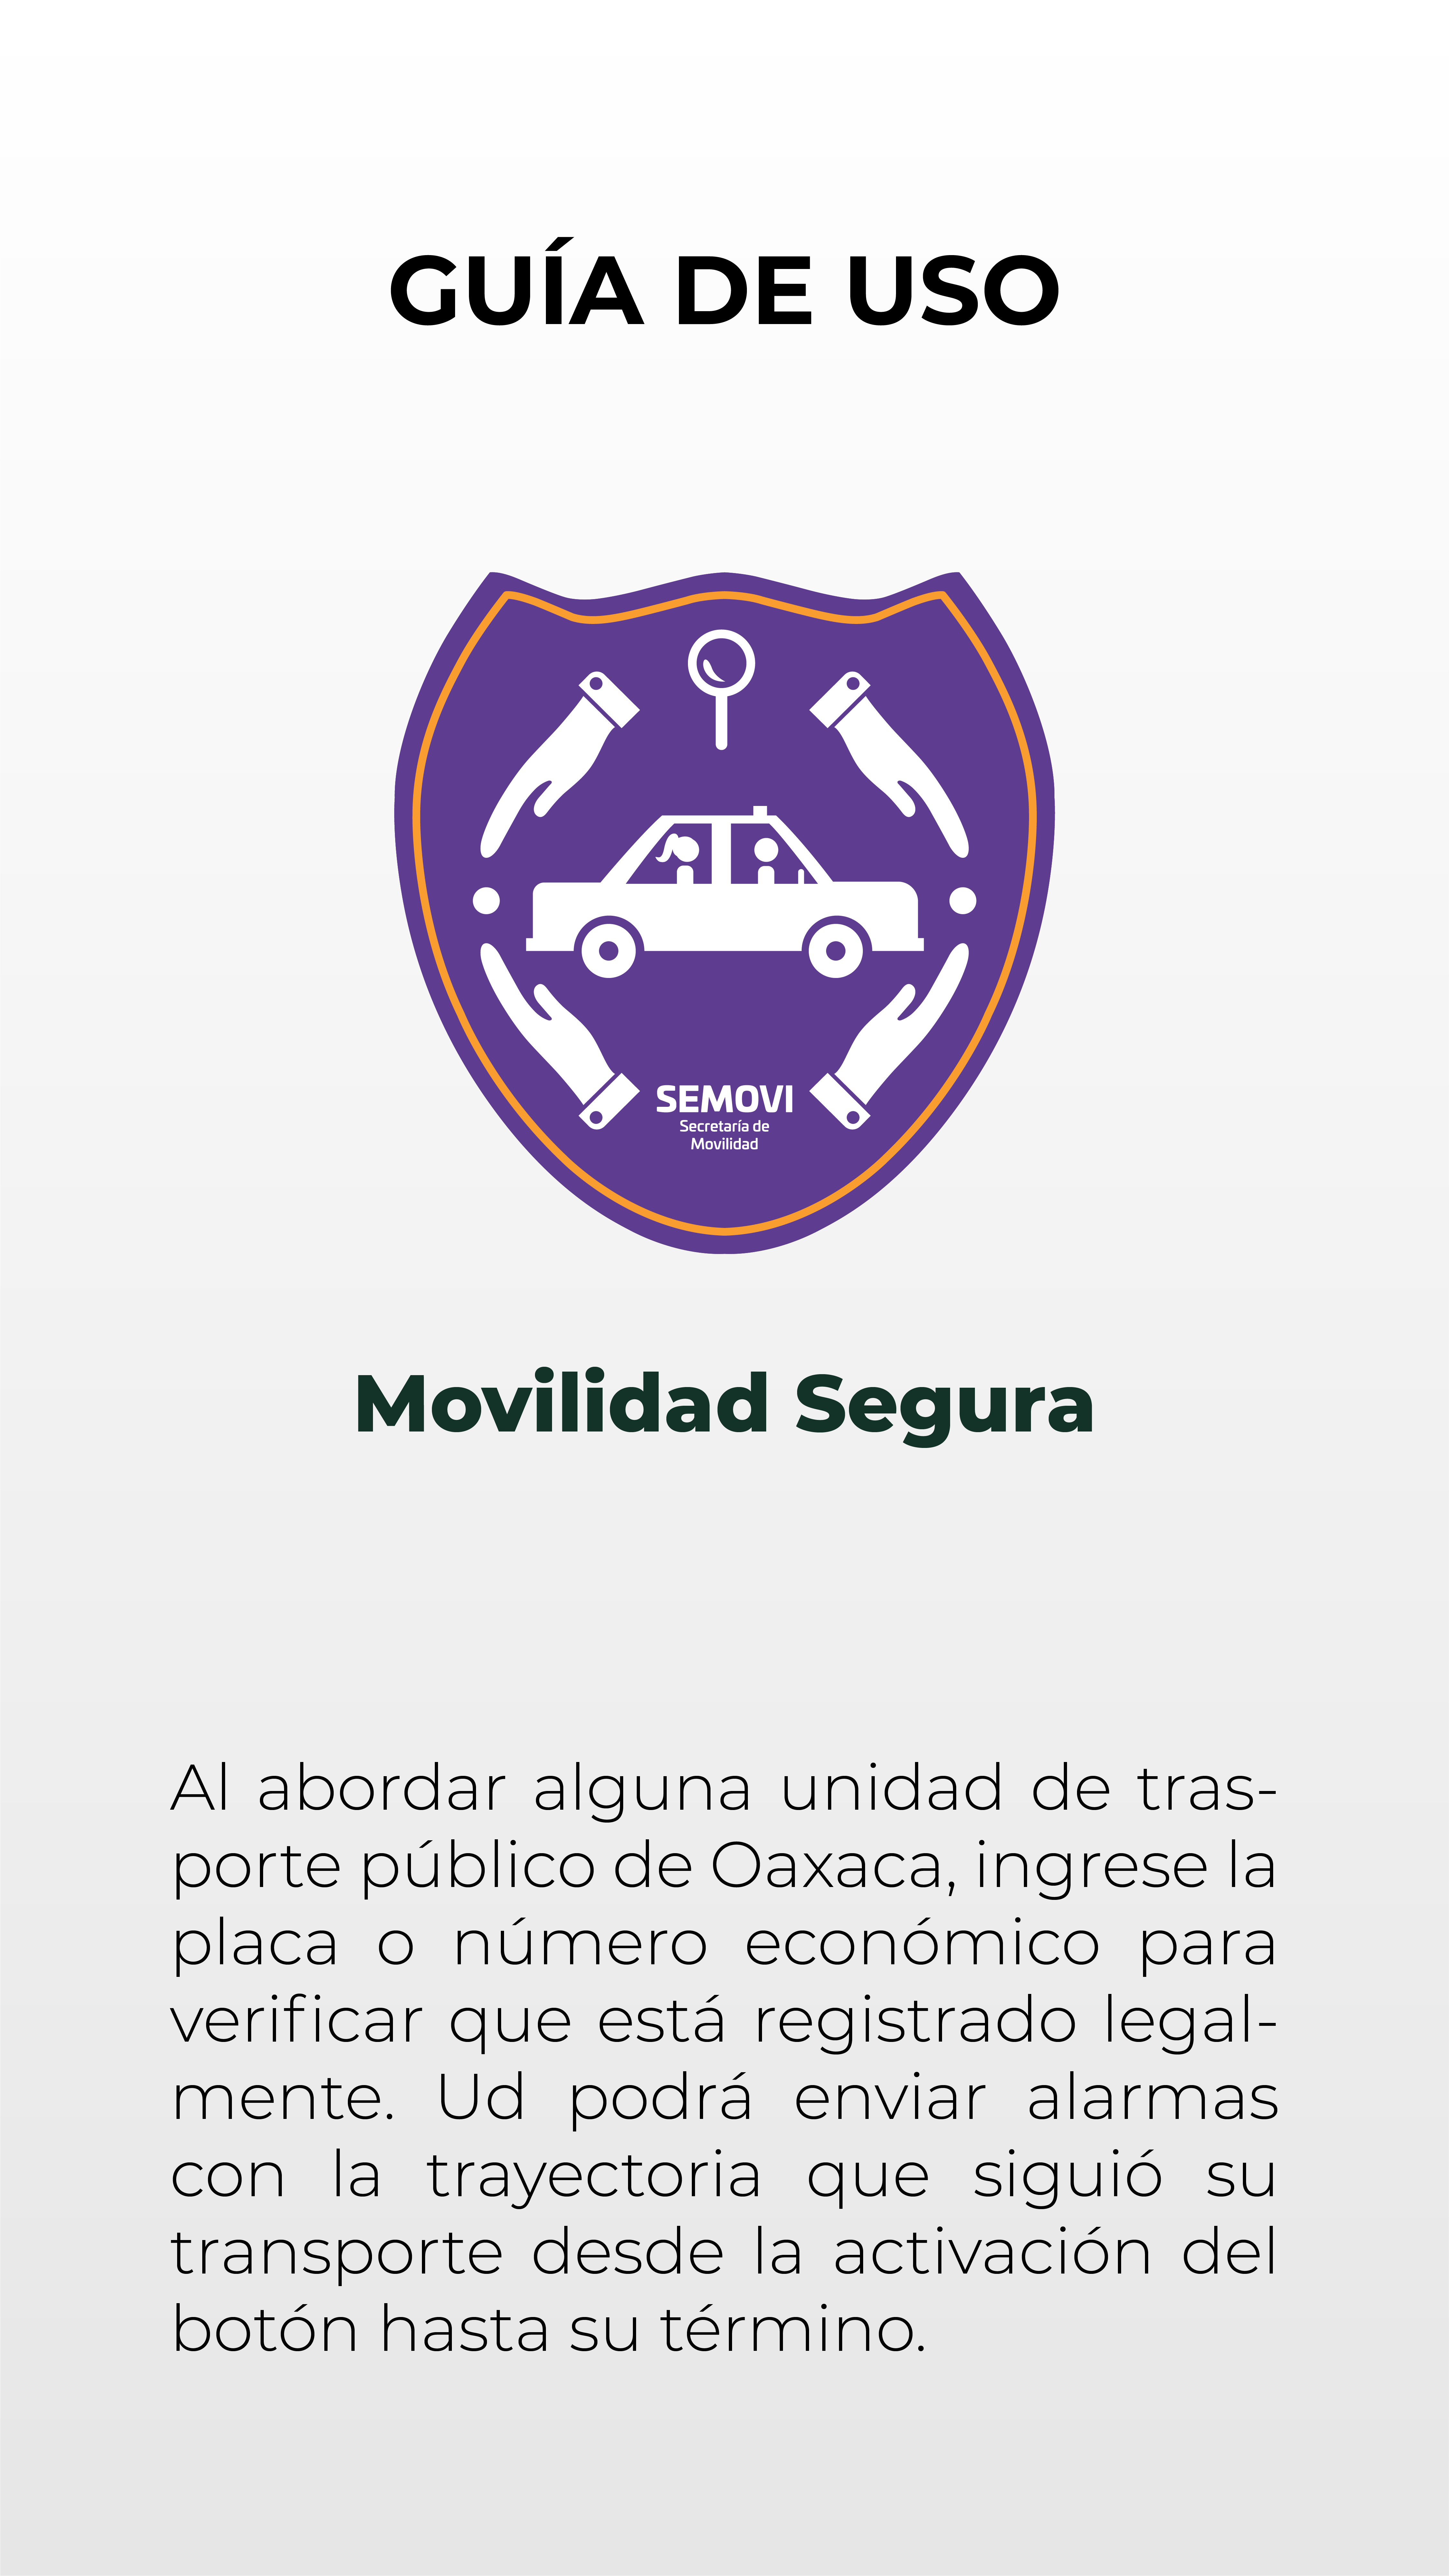 GUÍA DE USO
SEMOVI
Secretaría de
Movilidad
Movilidad Segura
Al abordar alguna unidad de tras-
porte público de Oaxaca, ingrese la
placa o número económico para
verificar que está registrado legal-
mente. Ud podrá enviar alarmas
con la trayectoria que siguió su
transporte desde la activación del
botón hasta su término.